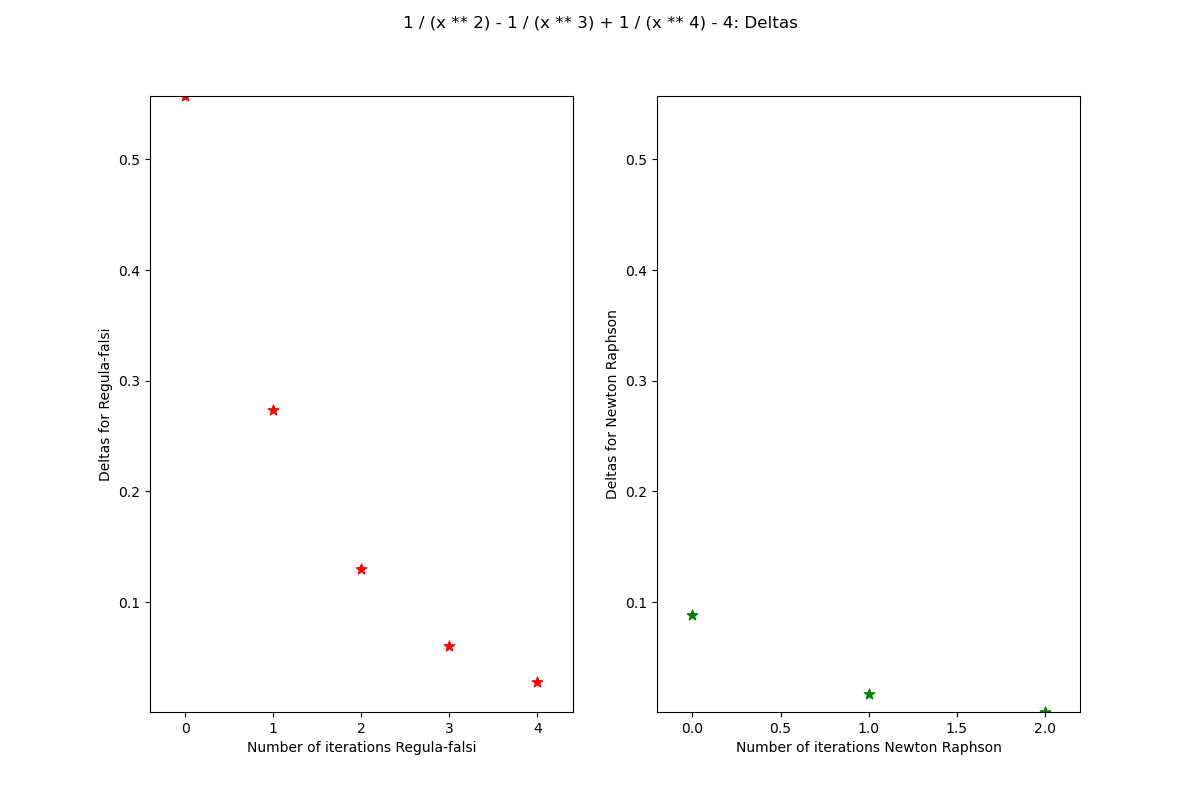 1 / (x ** 2) - 1 / (x ** 3) + 1 / (x ** 4) - 4: Deltas
Deltas for Regula-falsi
0.5
0.4
0.3
0.2
0.1
0 1 2 3 4
Number of iterations Regula-falsi
Deltas for Newton Raphson
0.5
0.4
0.3
0.2
0.1
0.0 0.5 1.0 1.5 2.0
Number of iterations Newton Raphson